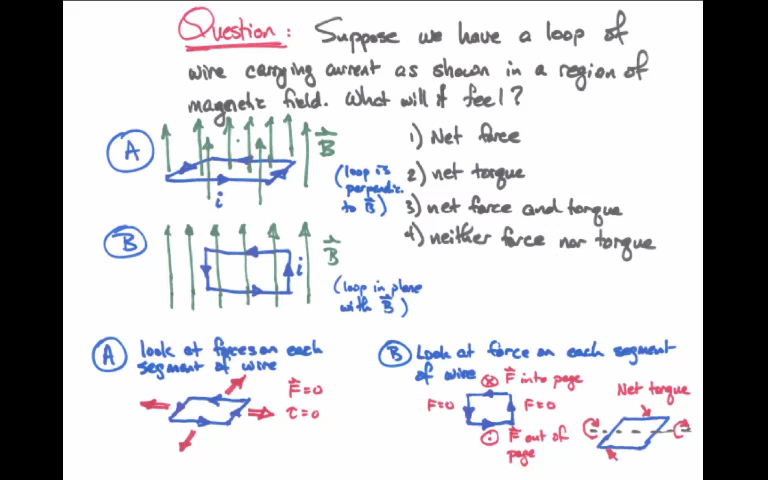 Question: Suppose we have a loop of
wire carrying current as shown in a region of
magnetic field. What will it feel?
A
B
(loop is
perpendic.
to B)
i
1) Net force
2) net torque
3) net force and torque
4) neither force nor torque
B
B
i
(loop in plane
with B)
A look at forces on each
segment of wire
F=0
τ=0
B Look at force on each segment
of wire
F into page
F=0
F=0
F out of
page
Net torque